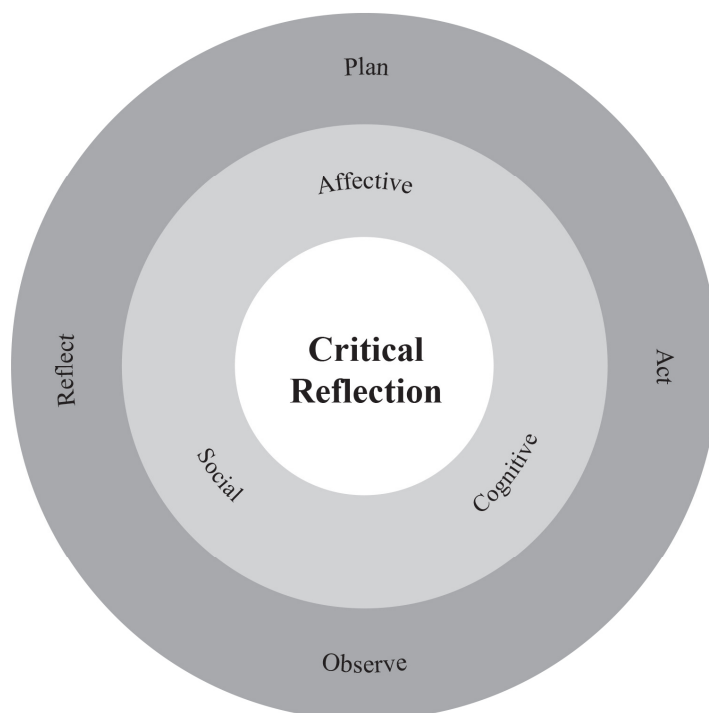 Plan
Affective
Critical
Reflection
Reflect
Act
Social
Cognitive
Observe